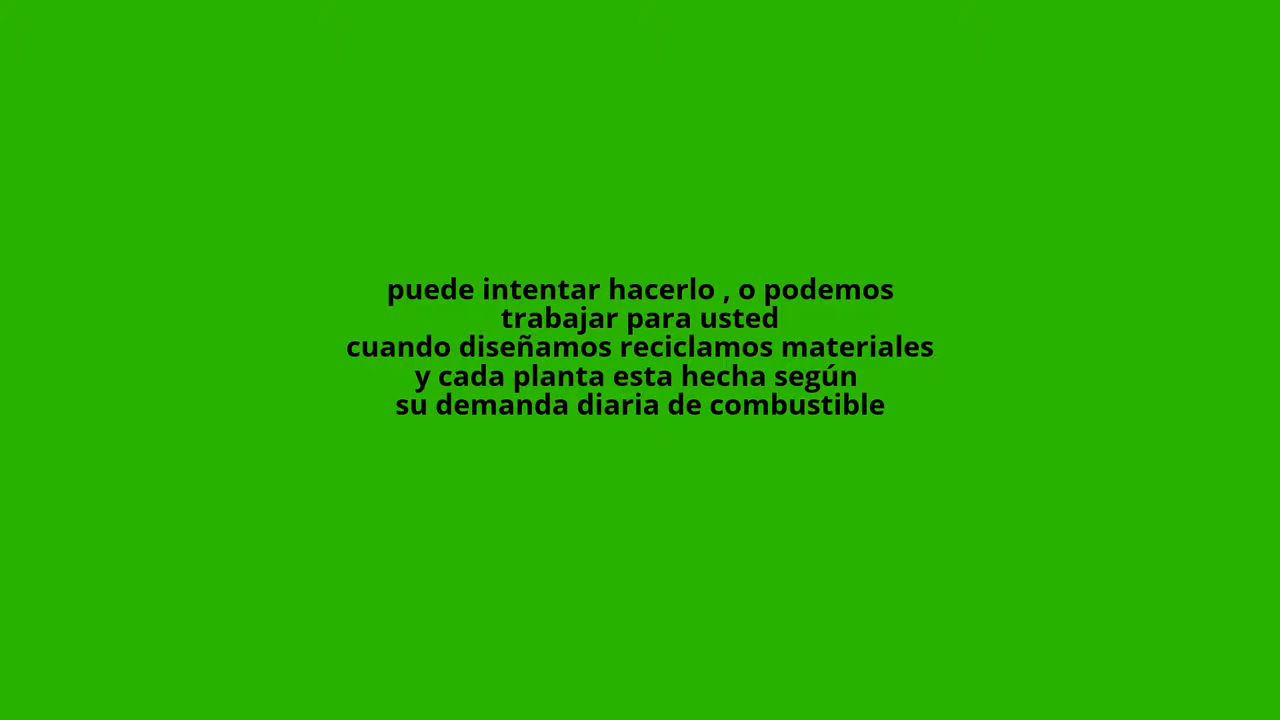 puede intentar hacerlo , o podemos
trabajar para usted
cuando diseñamos reciclamos materiales
y cada planta esta hecha según
su demanda diaria de combustible